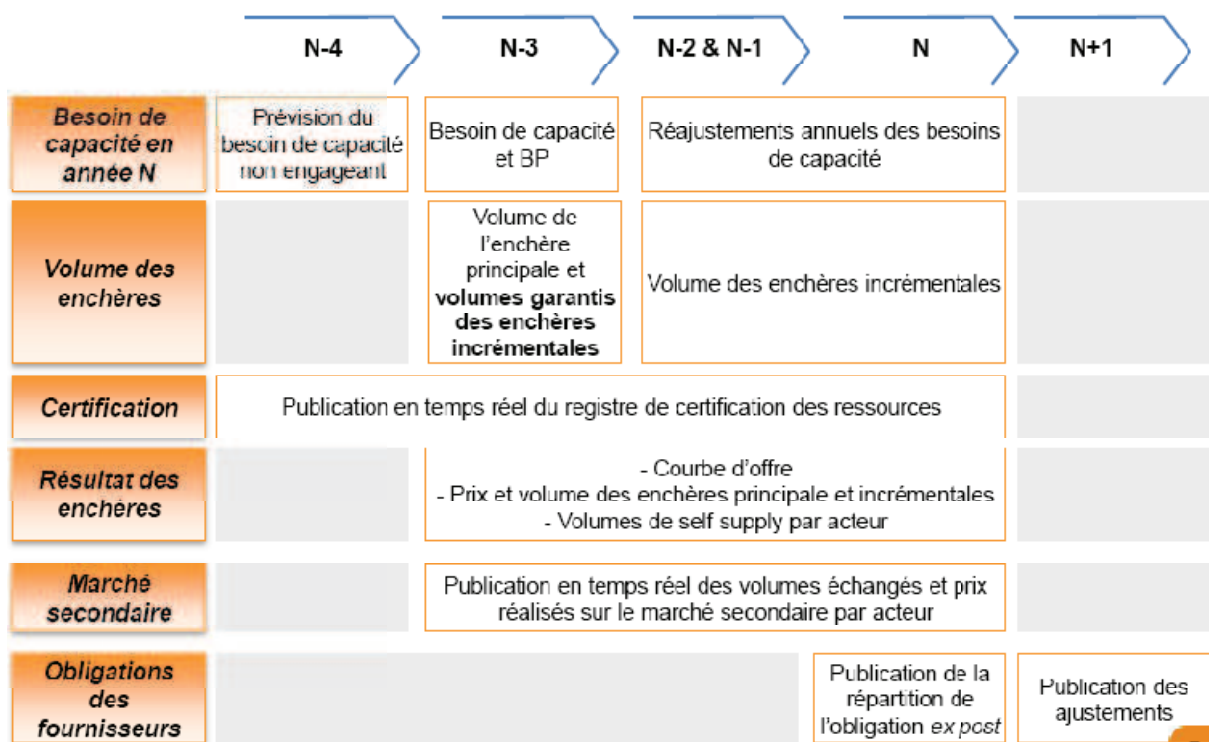 N-4
N-3
N-2 & N-1
N
N+1
Besoin de
capacité en
année N
Prévision du
besoin de capacité
non engageant
Besoin de capacité
et BP
Réajustements annuels des besoins
de capacité
Volume des
enchères
Volume de
l'enchère
principale et
volumes garantis
des enchères
incrémentales
Volume des enchères incrémentales
Certification
Publication en temps réel du registre de certification des ressources
Résultat des
enchères
- Courbe d'offre
- Prix et volume des enchères principale et incrémentales
- Volumes de self supply par acteur
Marché
secondaire
Publication en temps réel des volumes échangés et prix
réalisés sur le marché secondaire par acteur
Obligations
des
fournisseurs
Publication de la
répartition de
l'obligation ex post
Publication des
ajustements